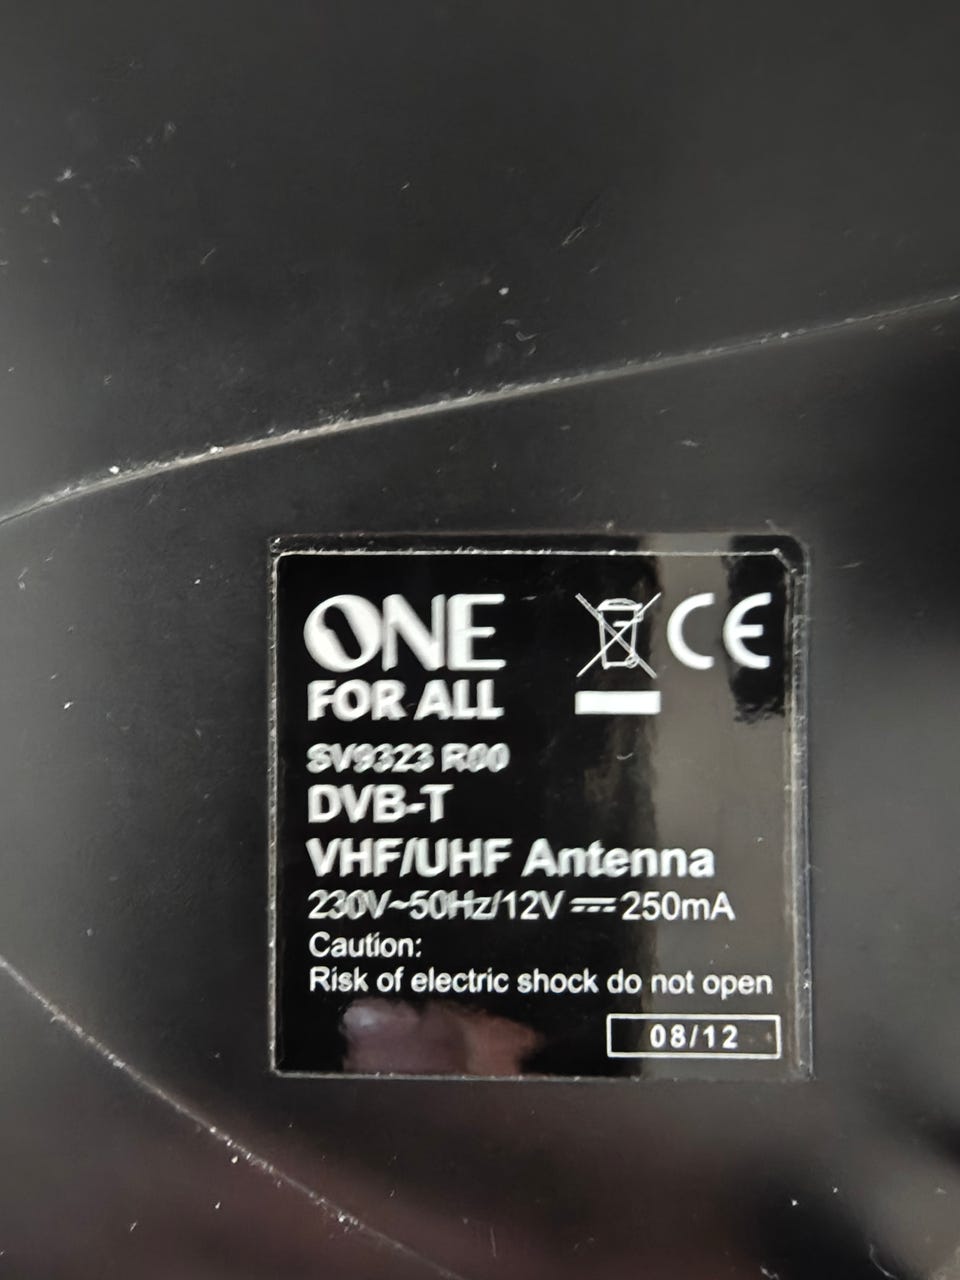 ONE
FOR ALL
CE
SV9323 R00
DVB-T
VHF/UHF Antenna
230V~50Hz/12V ⎓ 250mA
Caution:
Risk of electric shock do not open
08/12